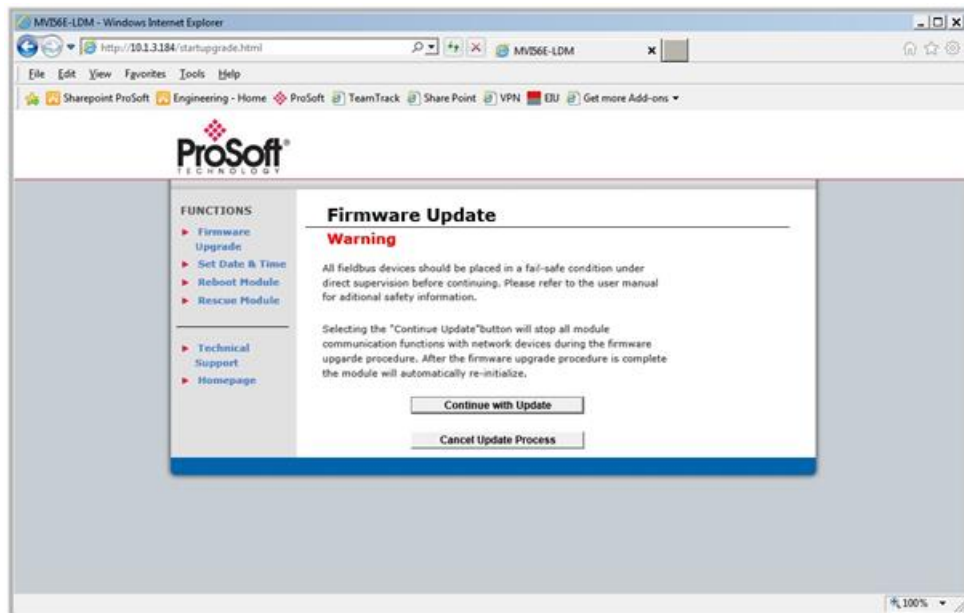 MVI56E-LDM - Windows Internet Explorer
http://10.1.3.184/startupgrade.html
MVI56E-LDM
File Edit View Favorites Tools Help
Sharepoint ProSoft Engineering - Home ProSoft TeamTrack Share Point VPN EIU Get more Add-ons
ProSoft®
TECHNOLOGY
FUNCTIONS
Firmware
Upgrade
Set Date & Time
Reboot Module
Rescue Module
Technical
Support
Homepage
Firmware Update
Warning
All fieldbus devices should be placed in a fail-safe condition under
direct supervision before continuing. Please refer to the user manual
for aditional safety information.
Selecting the "Continue Update"button will stop all module
communication functions with network devices during the firmware
upgarde procedure. After the firmware upgrade procedure is complete
the module will automatically re-initialize.
Continue with Update
Cancel Update Process
100%